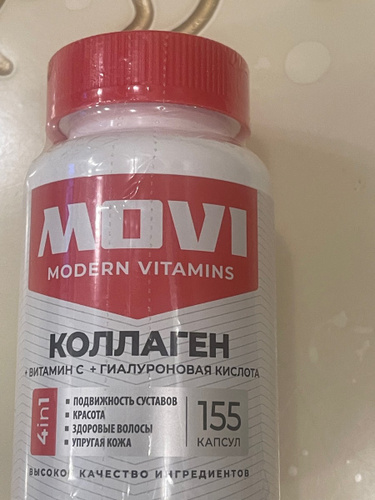 MOVI
MODERN VITAMINS
КОЛЛАГЕН
+ ВИТАМИН С + ГИАЛУРОНОВАЯ КИСЛОТА
4in1
▪ ПОДВИЖНОСТЬ СУСТАВОВ
▪ КРАСОТА
▪ ЗДОРОВЫЕ ВОЛОСЫ
▪ УПРУГАЯ КОЖА
155
КАПСУЛ
ВЫСОКОЕ КАЧЕСТВО ИНГРЕДИЕНТОВ